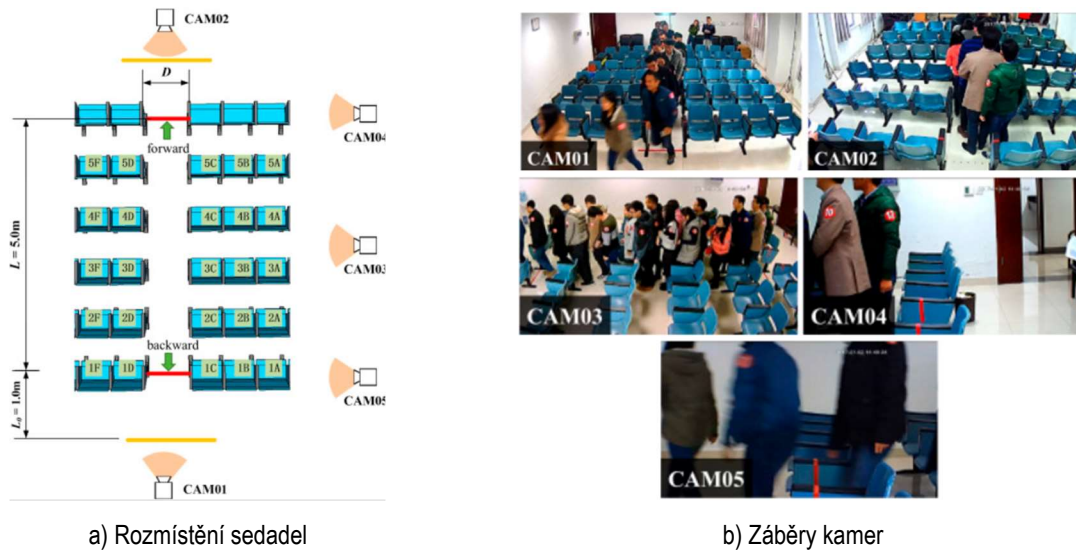 CAM02
D
CAM04
forward
5F 5D 5C 5B 5A
4F 4D 4C 4B 4A
L = 5.0m
CAM03
3F 3D 3C 3B 3A
2F 2D 2C 2B 2A
backward
1F 1D 1C 1B 1A
CAM05
L₀ = 1.0m
CAM01
a) Rozmístění sedadel
CAM01
CAM02
CAM03
CAM04
CAM05
b) Záběry kamer